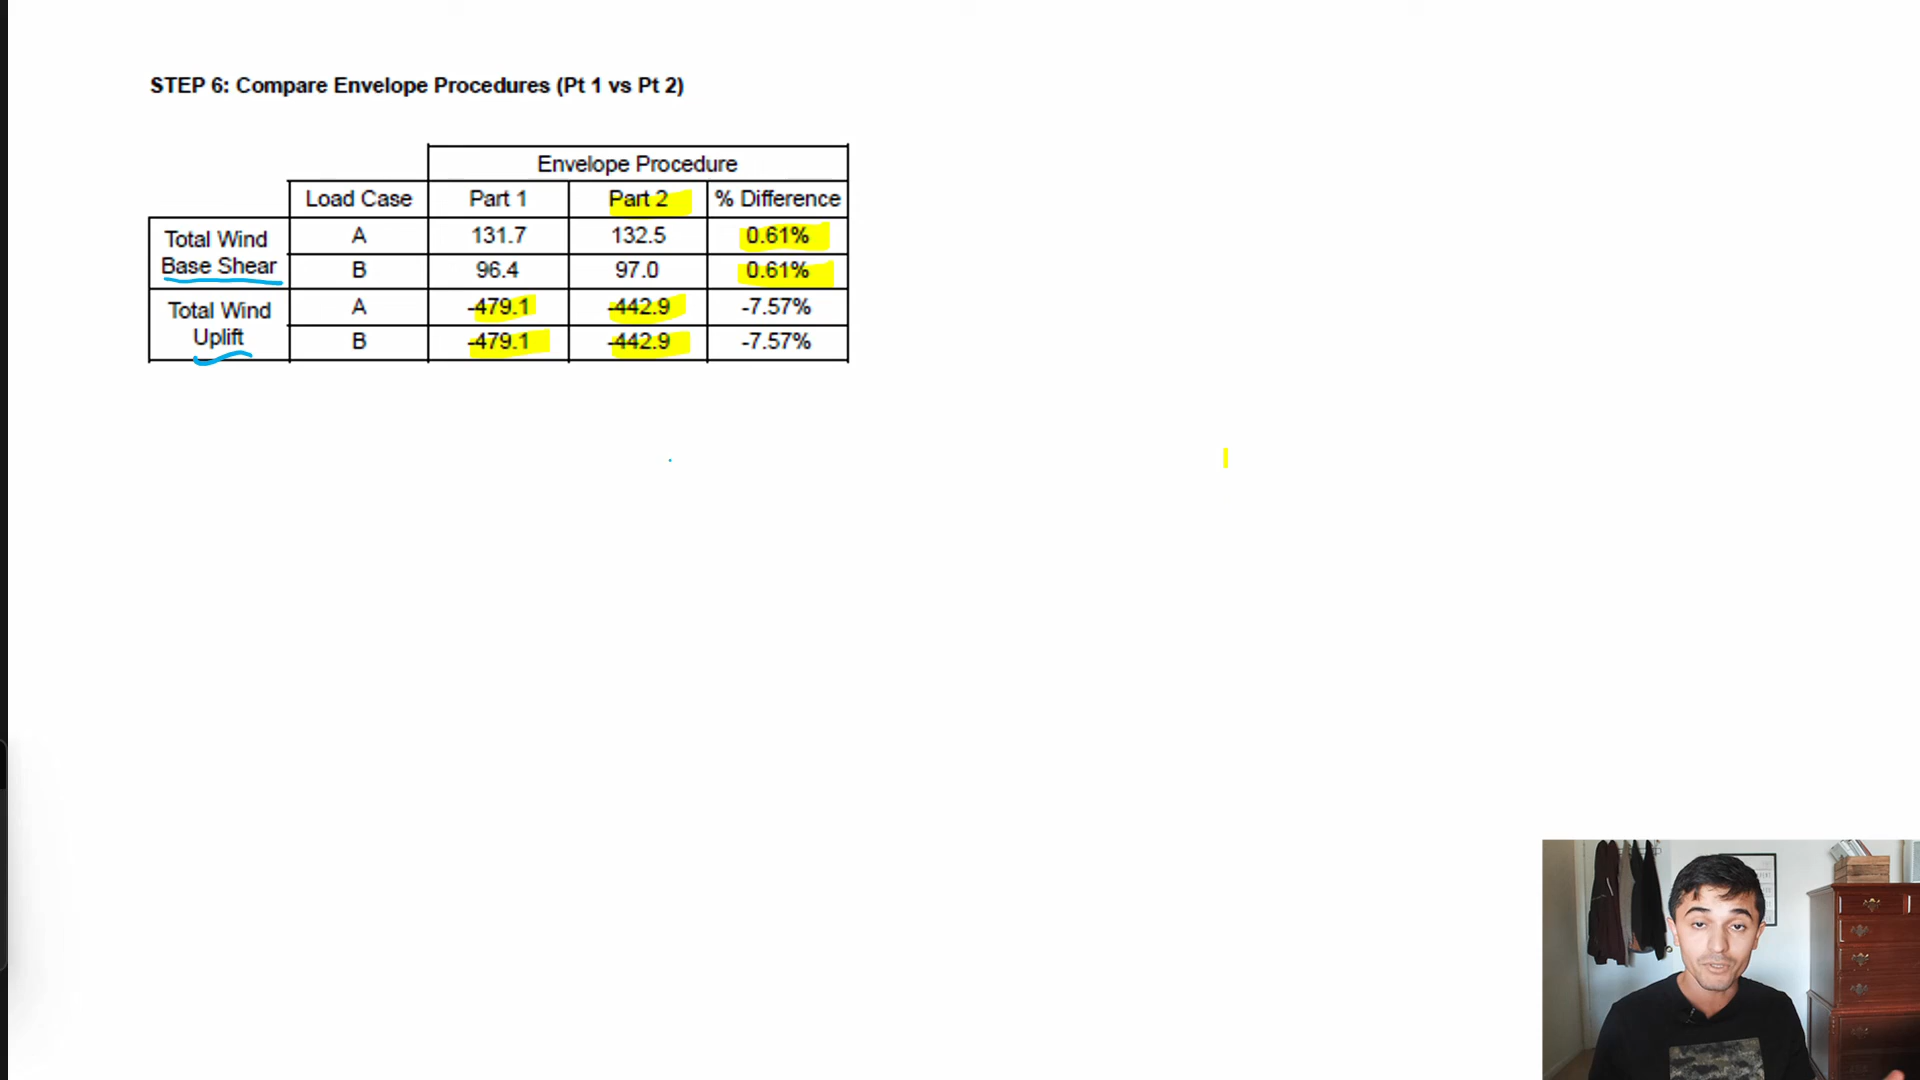 STEP 6: Compare Envelope Procedures (Pt 1 vs Pt 2)
Envelope Procedure
Load Case Part 1 Part 2 % Difference
Total Wind Base Shear A 131.7 132.5 0.61%
B 96.4 97.0 0.61%
Total Wind Uplift A -479.1 -442.9 -7.57%
B -479.1 -442.9 -7.57%